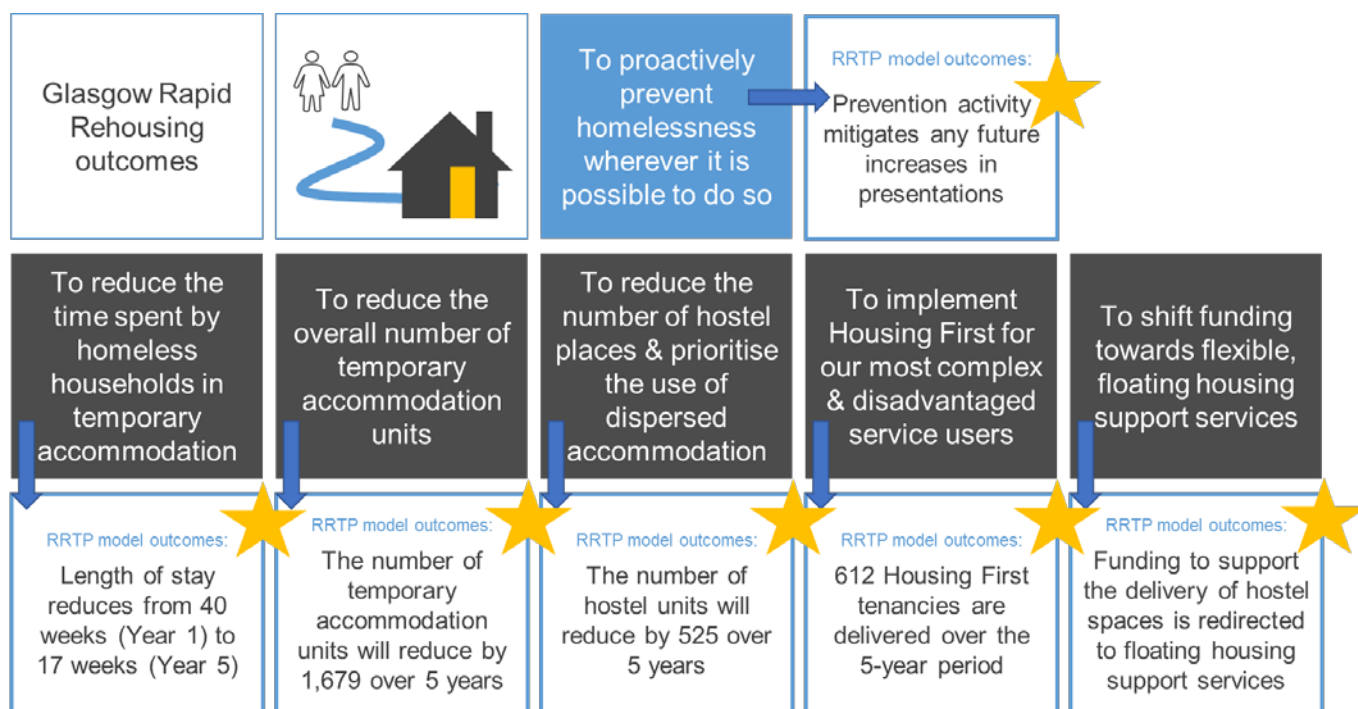 Glasgow Rapid
Rehousing
outcomes
To proactively
prevent
homelessness
wherever it is
possible to do so
RRTP model outcomes:
Prevention activity
mitigates any future
increases in
presentations
To reduce the
time spent by
homeless
households in
temporary
accommodation
To reduce the
overall number of
temporary
accommodation
units
To reduce the
number of hostel
places & prioritise
the use of
dispersed
accommodation
To implement
Housing First for
our most complex
& disadvantaged
service users
To shift funding
towards flexible,
floating housing
support services
RRTP model outcomes:
Length of stay
reduces from 40
weeks (Year 1) to
17 weeks (Year 5)
RRTP model outcomes:
The number of
temporary
accommodation
units will reduce by
1,679 over 5 years
RRTP model outcomes:
The number of
hostel units will
reduce by 525 over
5 years
RRTP model outcomes:
612 Housing First
tenancies are
delivered over the
5-year period
RRTP model outcomes:
Funding to support
the delivery of hostel
spaces is redirected
to floating housing
support services